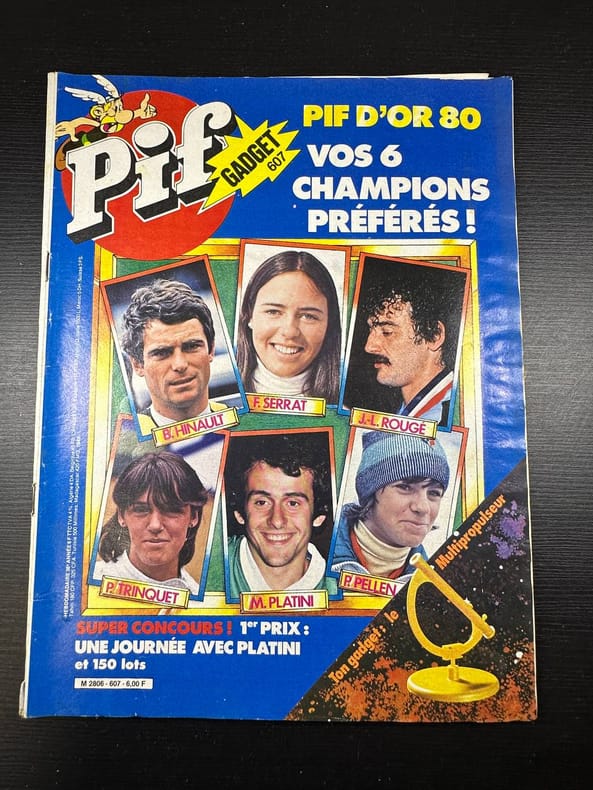 Pif
GADGET
607
PIF D'OR 80
VOS 6
CHAMPIONS
PRÉFÉRÉS !
B. HINAULT
F. SERRAT
J.-L. ROUGÉ
P. TRINQUET
M. PLATINI
P. PELLEN
SUPER CONCOURS ! 1er PRIX :
UNE JOURNÉE AVEC PLATINI
et 150 lots
M 2806 - 607 - 6,00 F
Ton gadget : le
Multipropulseur